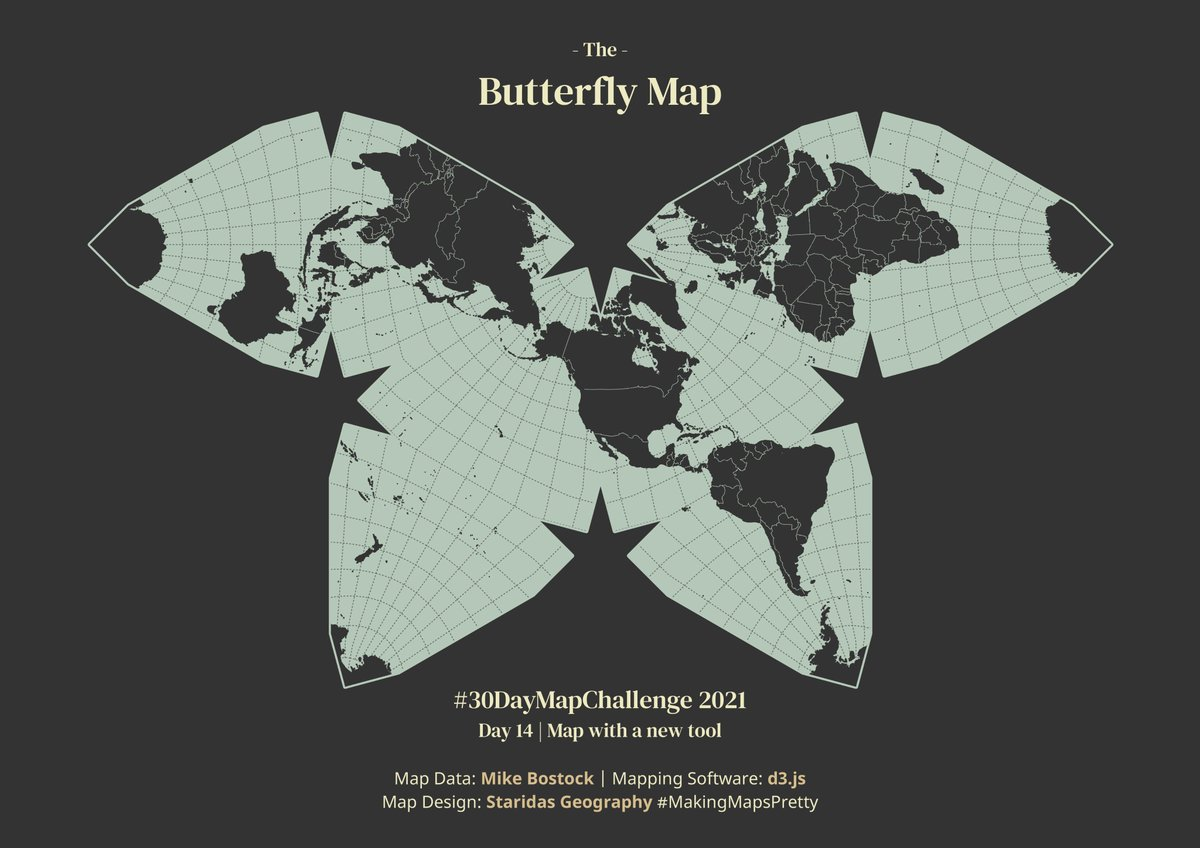 - The -
Butterfly Map
#30DayMapChallenge 2021
Day 14 | Map with a new tool
Map Data: Mike Bostock | Mapping Software: d3.js
Map Design: Staridas Geography #MakingMapsPretty